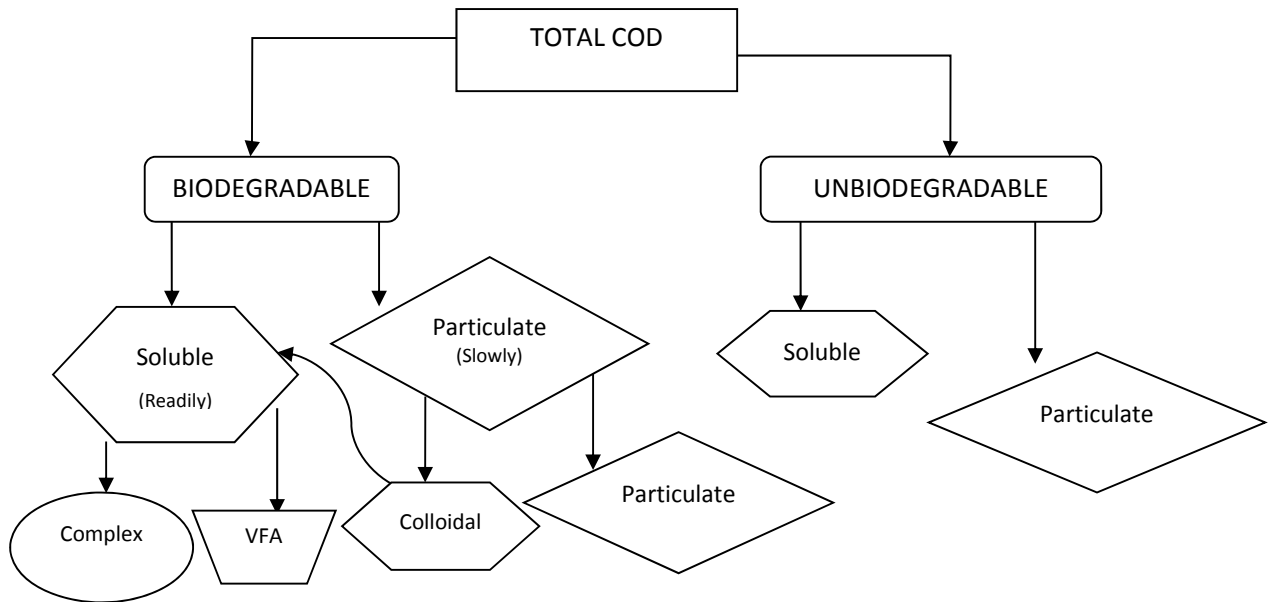 TOTAL COD
BIODEGRADABLE
UNBIODEGRADABLE
Soluble
(Readily)
Particulate
(Slowly)
Soluble
Particulate
Complex
VFA
Colloidal
Particulate